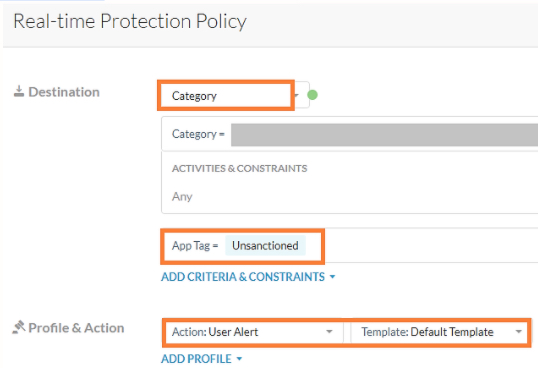 Real-time Protection Policy
Destination
Category
Category =
ACTIVITIES & CONSTRAINTS
Any
App Tag = Unsanctioned
ADD CRITERIA & CONSTRAINTS
Profile & Action
Action: User Alert Template: Default Template
ADD PROFILE